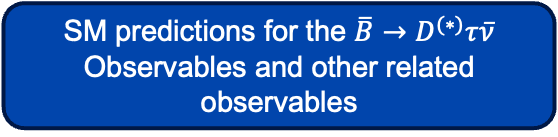 SM predictions for the B̄ → D⁽*⁾τν̄
Observables and other related
observables